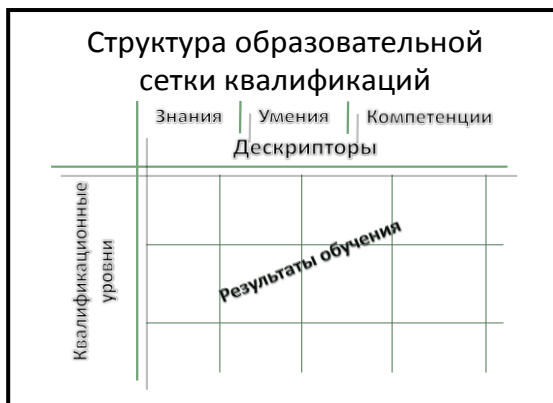 Структура образовательной
сетки квалификаций
Знания Умения Компетенции
Дескрипторы
Квалификационные
уровни
Результаты обучения